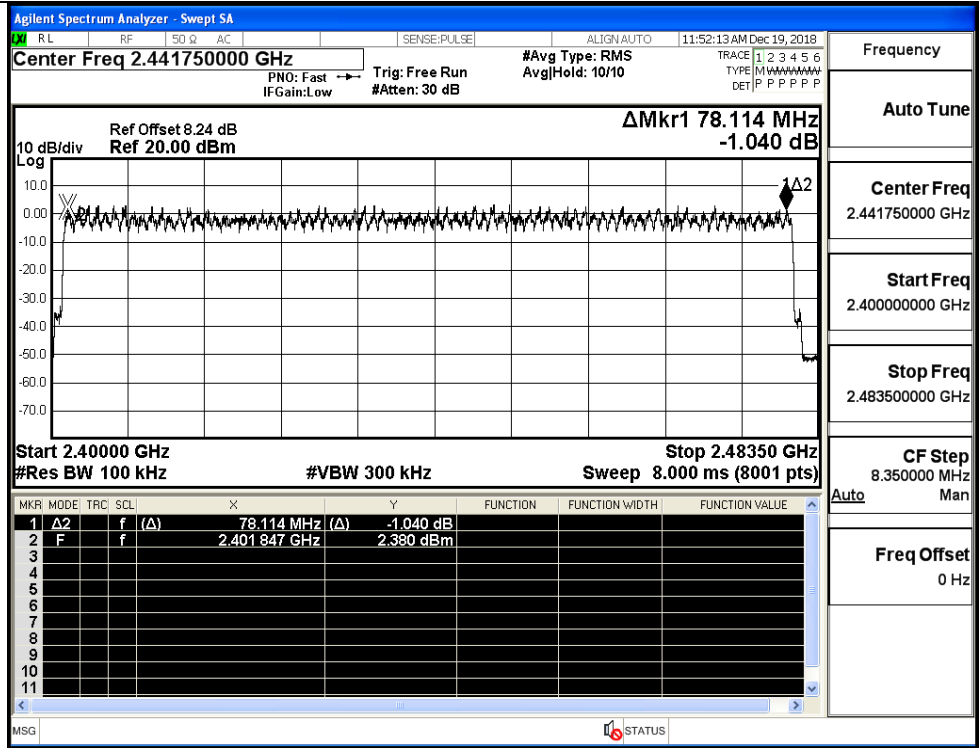 Agilent Spectrum Analyzer - Swept SA
LXI RL RF 50 Ω AC SENSE:PULSE ALIGN AUTO 11:52:13 AM Dec 19, 2018
Center Freq 2.441750000 GHz
PNO: Fast
IFGain:Low
Trig: Free Run
#Atten: 30 dB
#Avg Type: RMS
Avg|Hold: 10/10
TRACE 1 2 3 4 5 6
TYPE M
DET P P P P P P
Ref Offset 8.24 dB
10 dB/div Ref 20.00 dBm
Log
ΔMkr1 78.114 MHz
-1.040 dB
1Δ2
10.0
0.00
-10.0
-20.0
-30.0
-40.0
-50.0
-60.0
-70.0
Start 2.40000 GHz Stop 2.48350 GHz
#Res BW 100 kHz #VBW 300 kHz Sweep 8.000 ms (8001 pts)
MKR MODE TRC SCL X Y FUNCTION FUNCTION WIDTH FUNCTION VALUE
1 Δ2 f (Δ) 78.114 MHz (Δ) -1.040 dB
2 F f 2.401 847 GHz 2.380 dBm
3
4
5
6
7
8
9
10
11
MSG STATUS
Frequency
Auto Tune
Center Freq
2.441750000 GHz
Start Freq
2.400000000 GHz
Stop Freq
2.483500000 GHz
CF Step
8.350000 MHz
Auto Man
Freq Offset
0 Hz